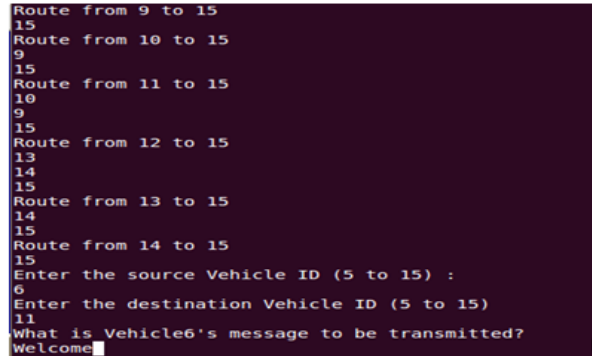 Route from 9 to 15
15
Route from 10 to 15
9
15
Route from 11 to 15
10
9
15
Route from 12 to 15
13
14
15
Route from 13 to 15
14
15
Route from 14 to 15
15
Enter the source Vehicle ID (5 to 15) :
6
Enter the destination Vehicle ID (5 to 15)
11
What is Vehicle6's message to be transmitted?
Welcome